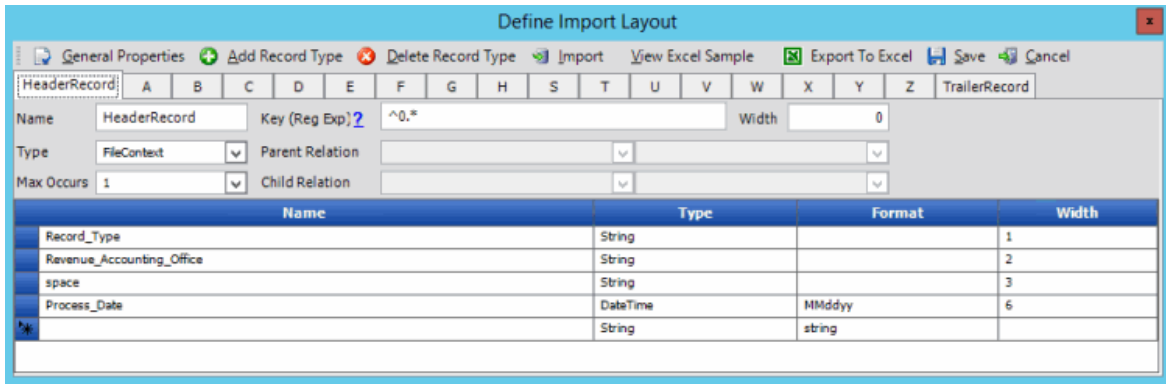 Define Import Layout
x
General Properties Add Record Type Delete Record Type Import View Excel Sample Export To Excel Save Cancel
HeaderRecord A B C D E F G H S T U V W X Y Z TrailerRecord
Name HeaderRecord Key (Reg Exp)? ^0.* Width 0
Type FileContext Parent Relation
Max Occurs 1 Child Relation
Name Type Format Width
Record_Type String 1
Revenue_Accounting_Office String 2
space String 3
Process_Date DateTime MMddyy 6
String string